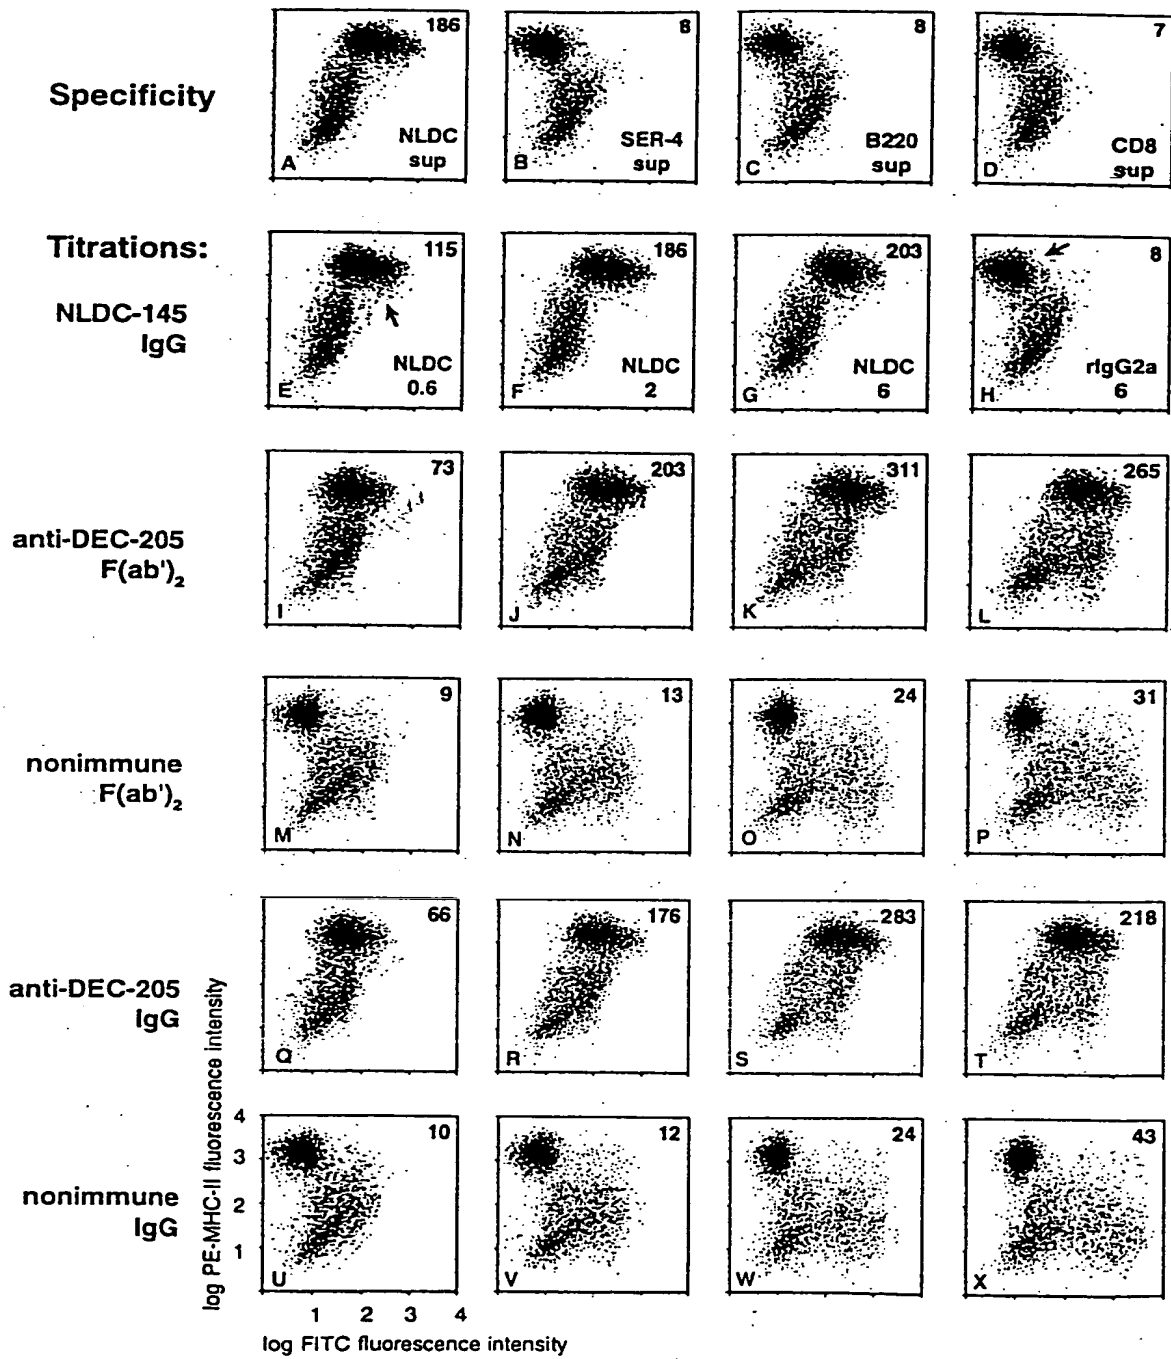 Specificity
186
A
NLDC
sup
8
B
SER-4
sup
8
C
B220
sup
7
D
CD8
sup
Titrations:
NLDC-145
IgG
115
E
NLDC
0.6
186
F
NLDC
2
203
G
NLDC
6
8
H
rIgG2a
6
anti-DEC-205
F(ab')₂
73
I
203
J
311
K
265
L
nonimmune
F(ab')₂
9
M
13
N
24
O
31
P
anti-DEC-205
IgG
66
Q
176
R
283
S
218
T
nonimmune
IgG
10
U
12
V
24
W
43
X
log PE-MHC-II fluorescence intensity
4
3
2
1
1 2 3 4
log FITC fluorescence intensity